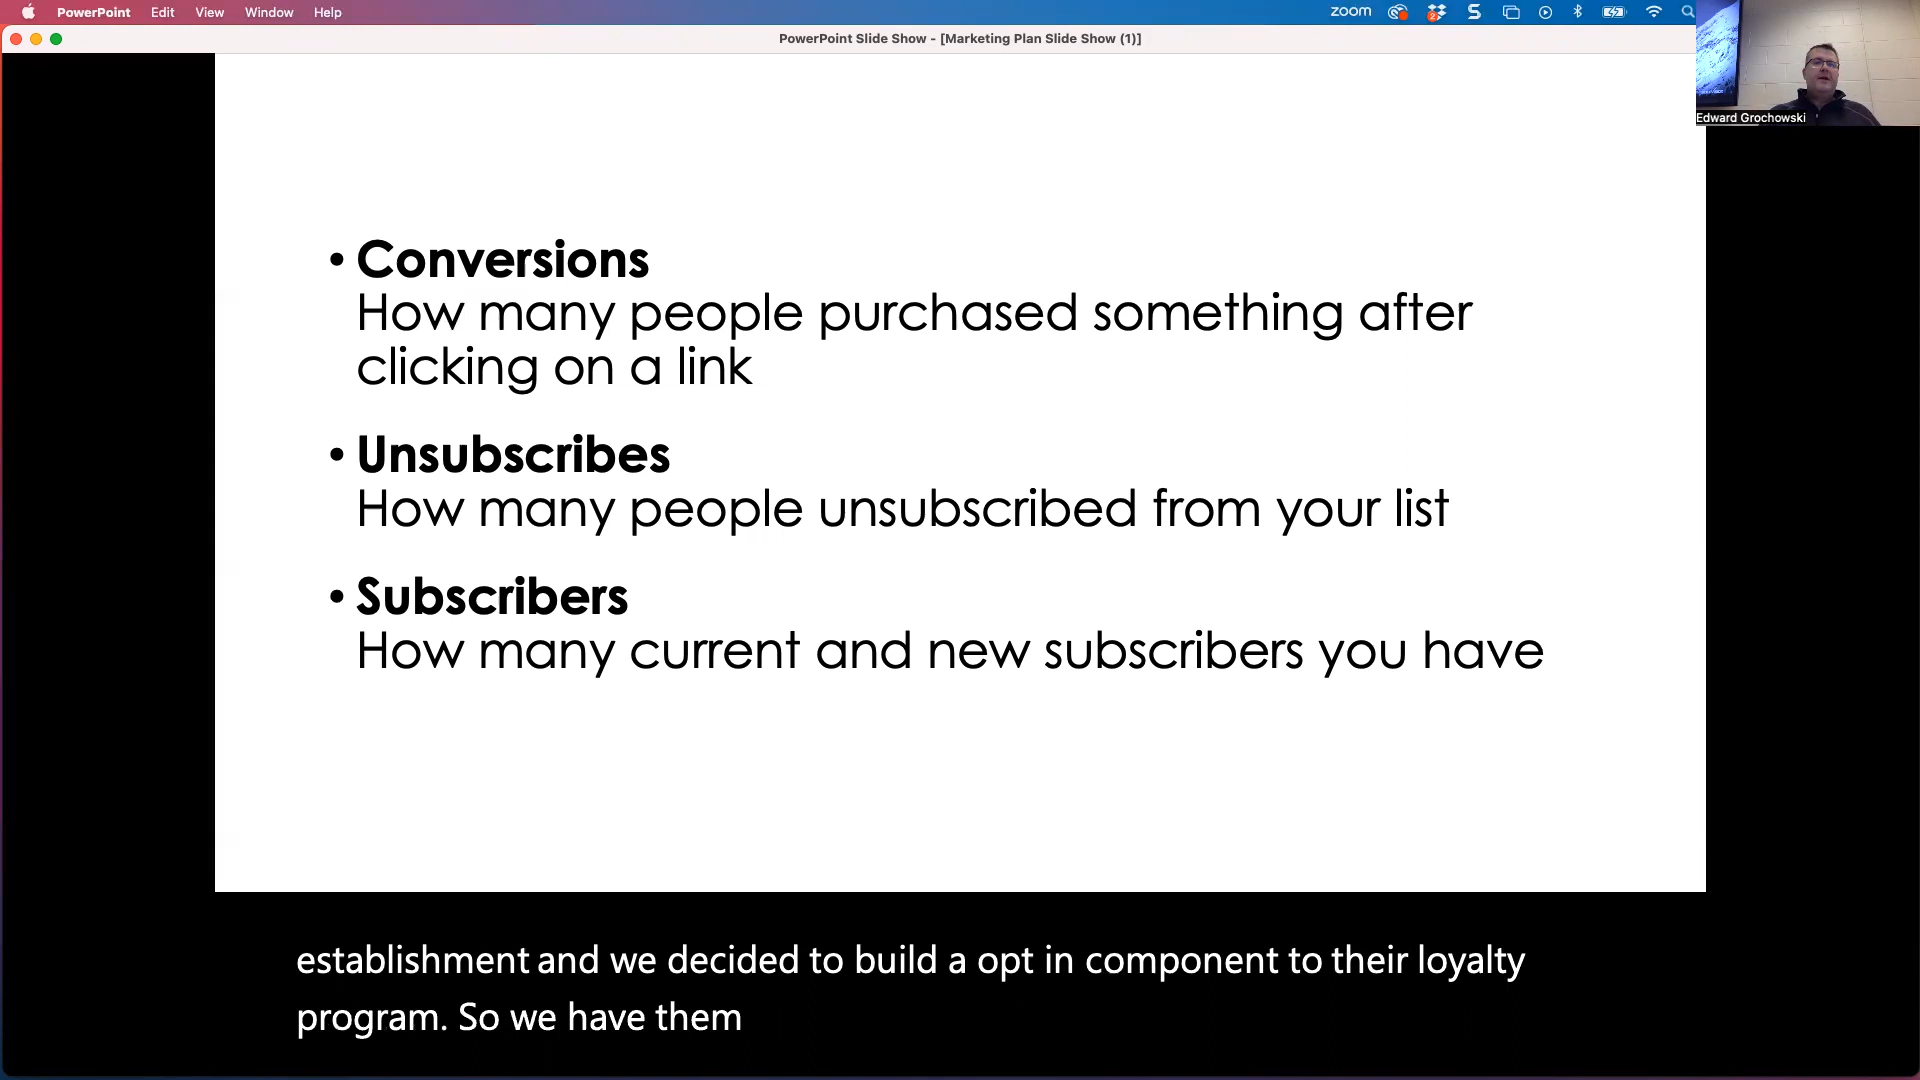 PowerPoint Edit View Window Help
zoom
2
PowerPoint Slide Show - [Marketing Plan Slide Show (1)]
Edward Grochowski
• Conversions
How many people purchased something after
clicking on a link
• Unsubscribes
How many people unsubscribed from your list
• Subscribers
How many current and new subscribers you have
establishment and we decided to build a opt in component to their loyalty
program. So we have them